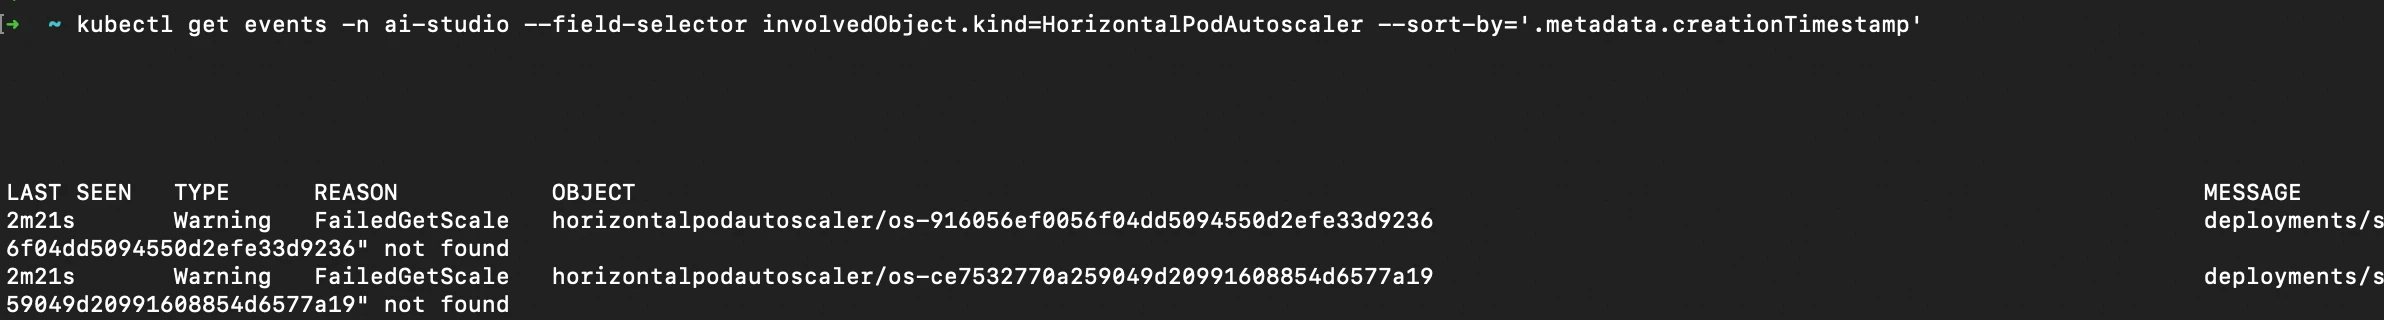 ➜ ~ kubectl get events -n ai-studio --field-selector involvedObject.kind=HorizontalPodAutoscaler --sort-by='.metadata.creationTimestamp'
LAST SEEN TYPE REASON OBJECT MESSAGE
2m21s Warning FailedGetScale horizontalpodautoscaler/os-916056ef0056f04dd5094550d2efe33d9236 deployments/s
6f04dd5094550d2efe33d9236" not found
2m21s Warning FailedGetScale horizontalpodautoscaler/os-ce7532770a259049d20991608854d6577a19 deployments/s
59049d20991608854d6577a19" not found